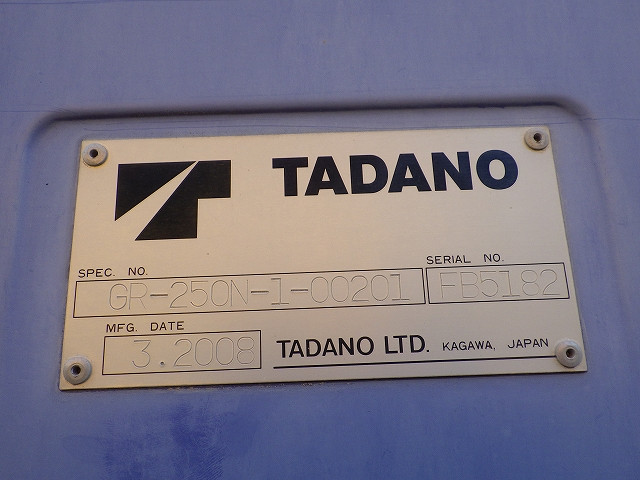 TADANO
SPEC. NO.
GR-250N-1-00201
SERIAL NO.
FB5182
MFG. DATE
3.2008
TADANO LTD. KAGAWA, JAPAN